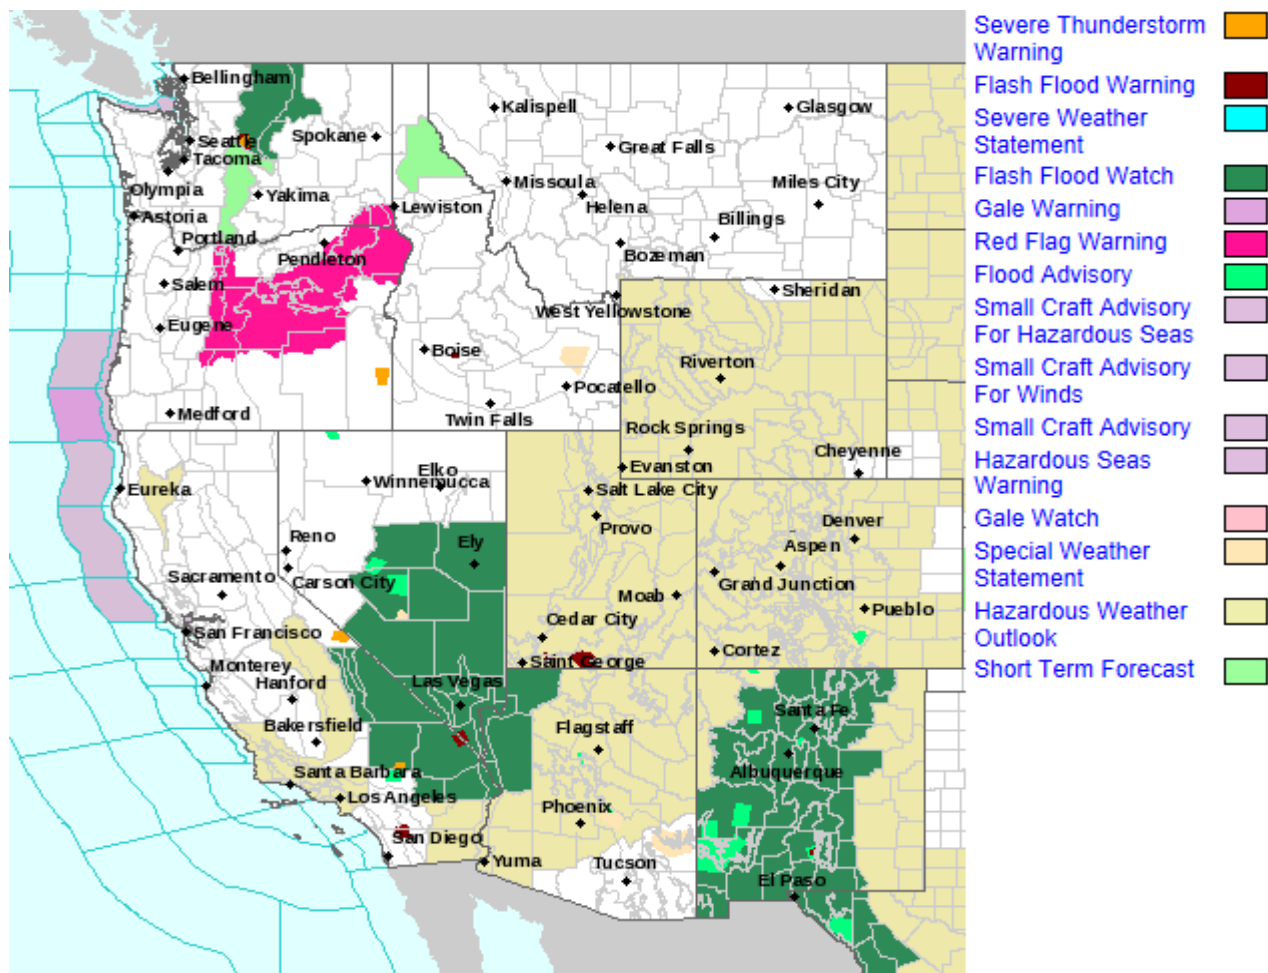 Severe Thunderstorm
Warning
Flash Flood Warning
Severe Weather
Statement
Flash Flood Watch
Gale Warning
Red Flag Warning
Flood Advisory
Small Craft Advisory
For Hazardous Seas
Small Craft Advisory
For Winds
Small Craft Advisory
Hazardous Seas
Warning
Gale Watch
Special Weather
Statement
Hazardous Weather
Outlook
Short Term Forecast
Bellingham
Kalispell
Glasgow
Seattle
Spokane
Great Falls
Tacoma
Olympia
Yakima
Missoula
Miles City
Helena
Lewiston
Astoria
Billings
Portland
Pendleton
Bozeman
Salem
Sheridan
West Yellowstone
Eugene
Boise
Riverton
Pocatello
Medford
Twin Falls
Rock Springs
Cheyenne
Elko
Evanston
Winnemucca
Eureka
Salt Lake City
Provo
Denver
Reno
Ely
Aspen
Sacramento
Carson City
Grand Junction
Moab
Pueblo
Cedar City
San Francisco
Cortez
Saint George
Monterey
Hanford
Las Vegas
Santa Fe
Bakersfield
Flagstaff
Santa Barbara
Albuquerque
Los Angeles
Phoenix
San Diego
Yuma
Tucson
El Paso